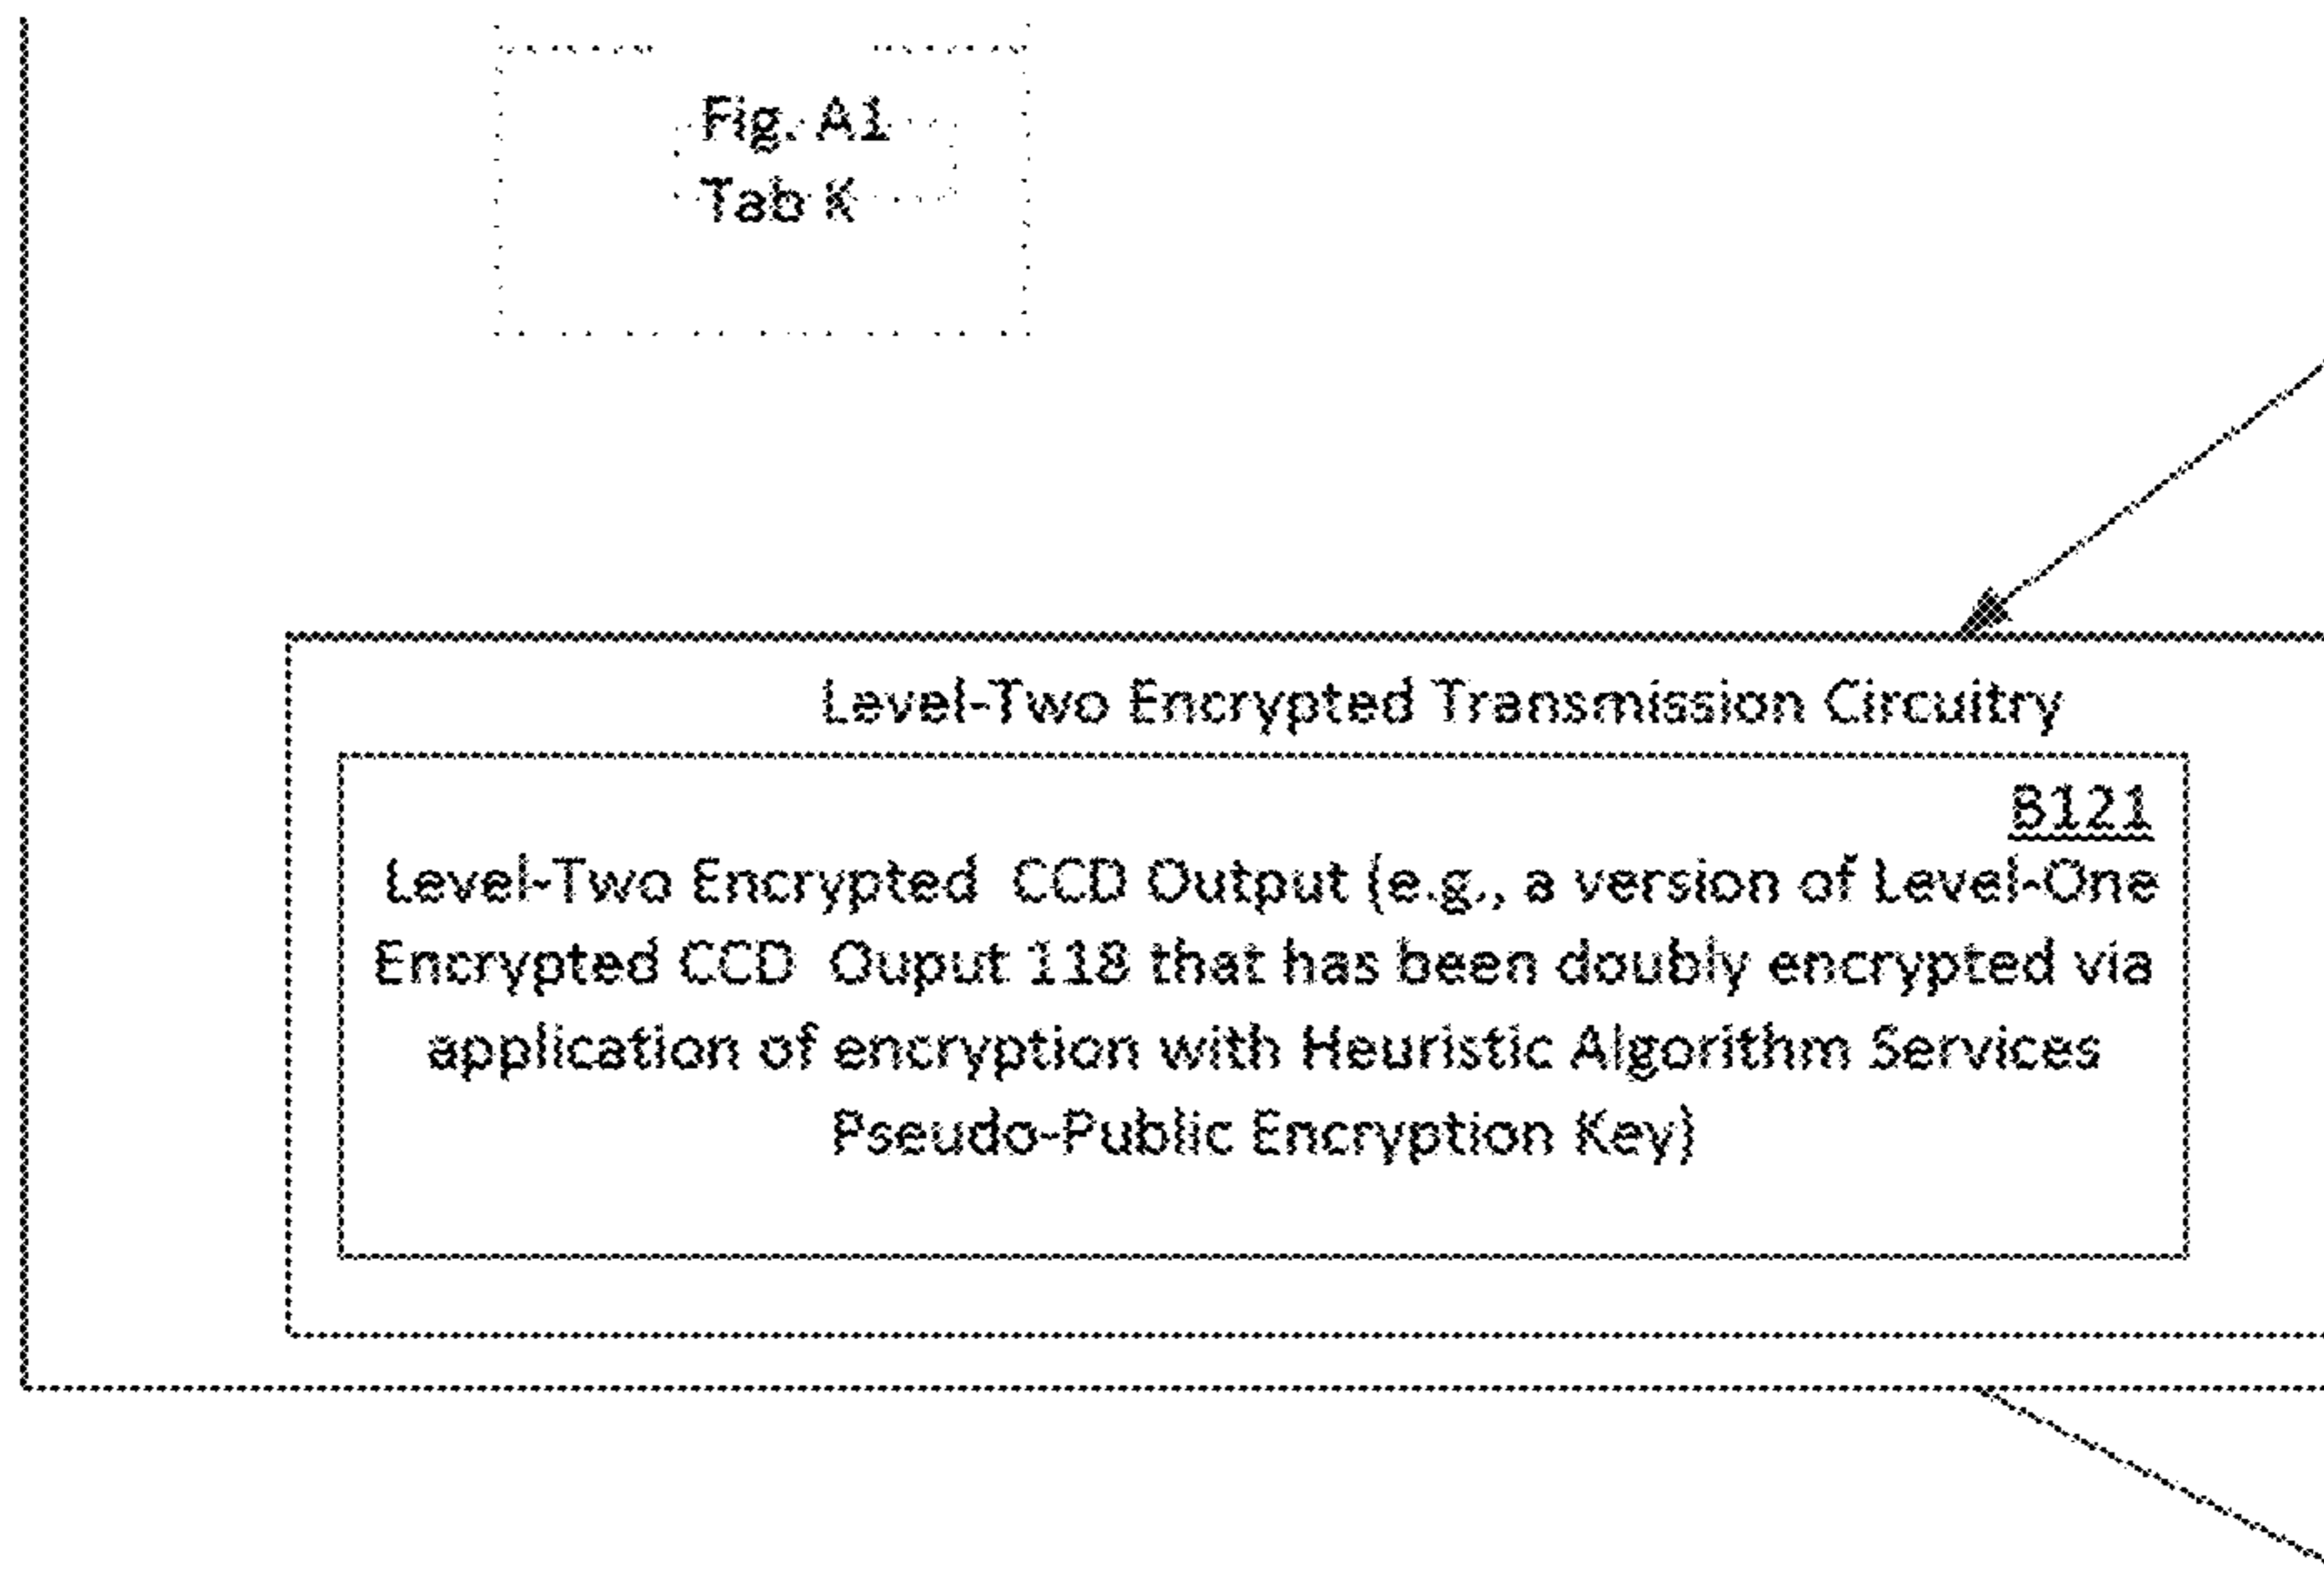 Fig. A1
Tab K
Level-Two Encrypted Transmission Circuitry
B121
Level-Two Encrypted  CCD Output (e.g., a version of Level-One
Encrypted CCD  Ouput 118 that has been doubly encrypted via
application of encryption with Heuristic Algorithm Services
Pseudo-Public Encryption Key)